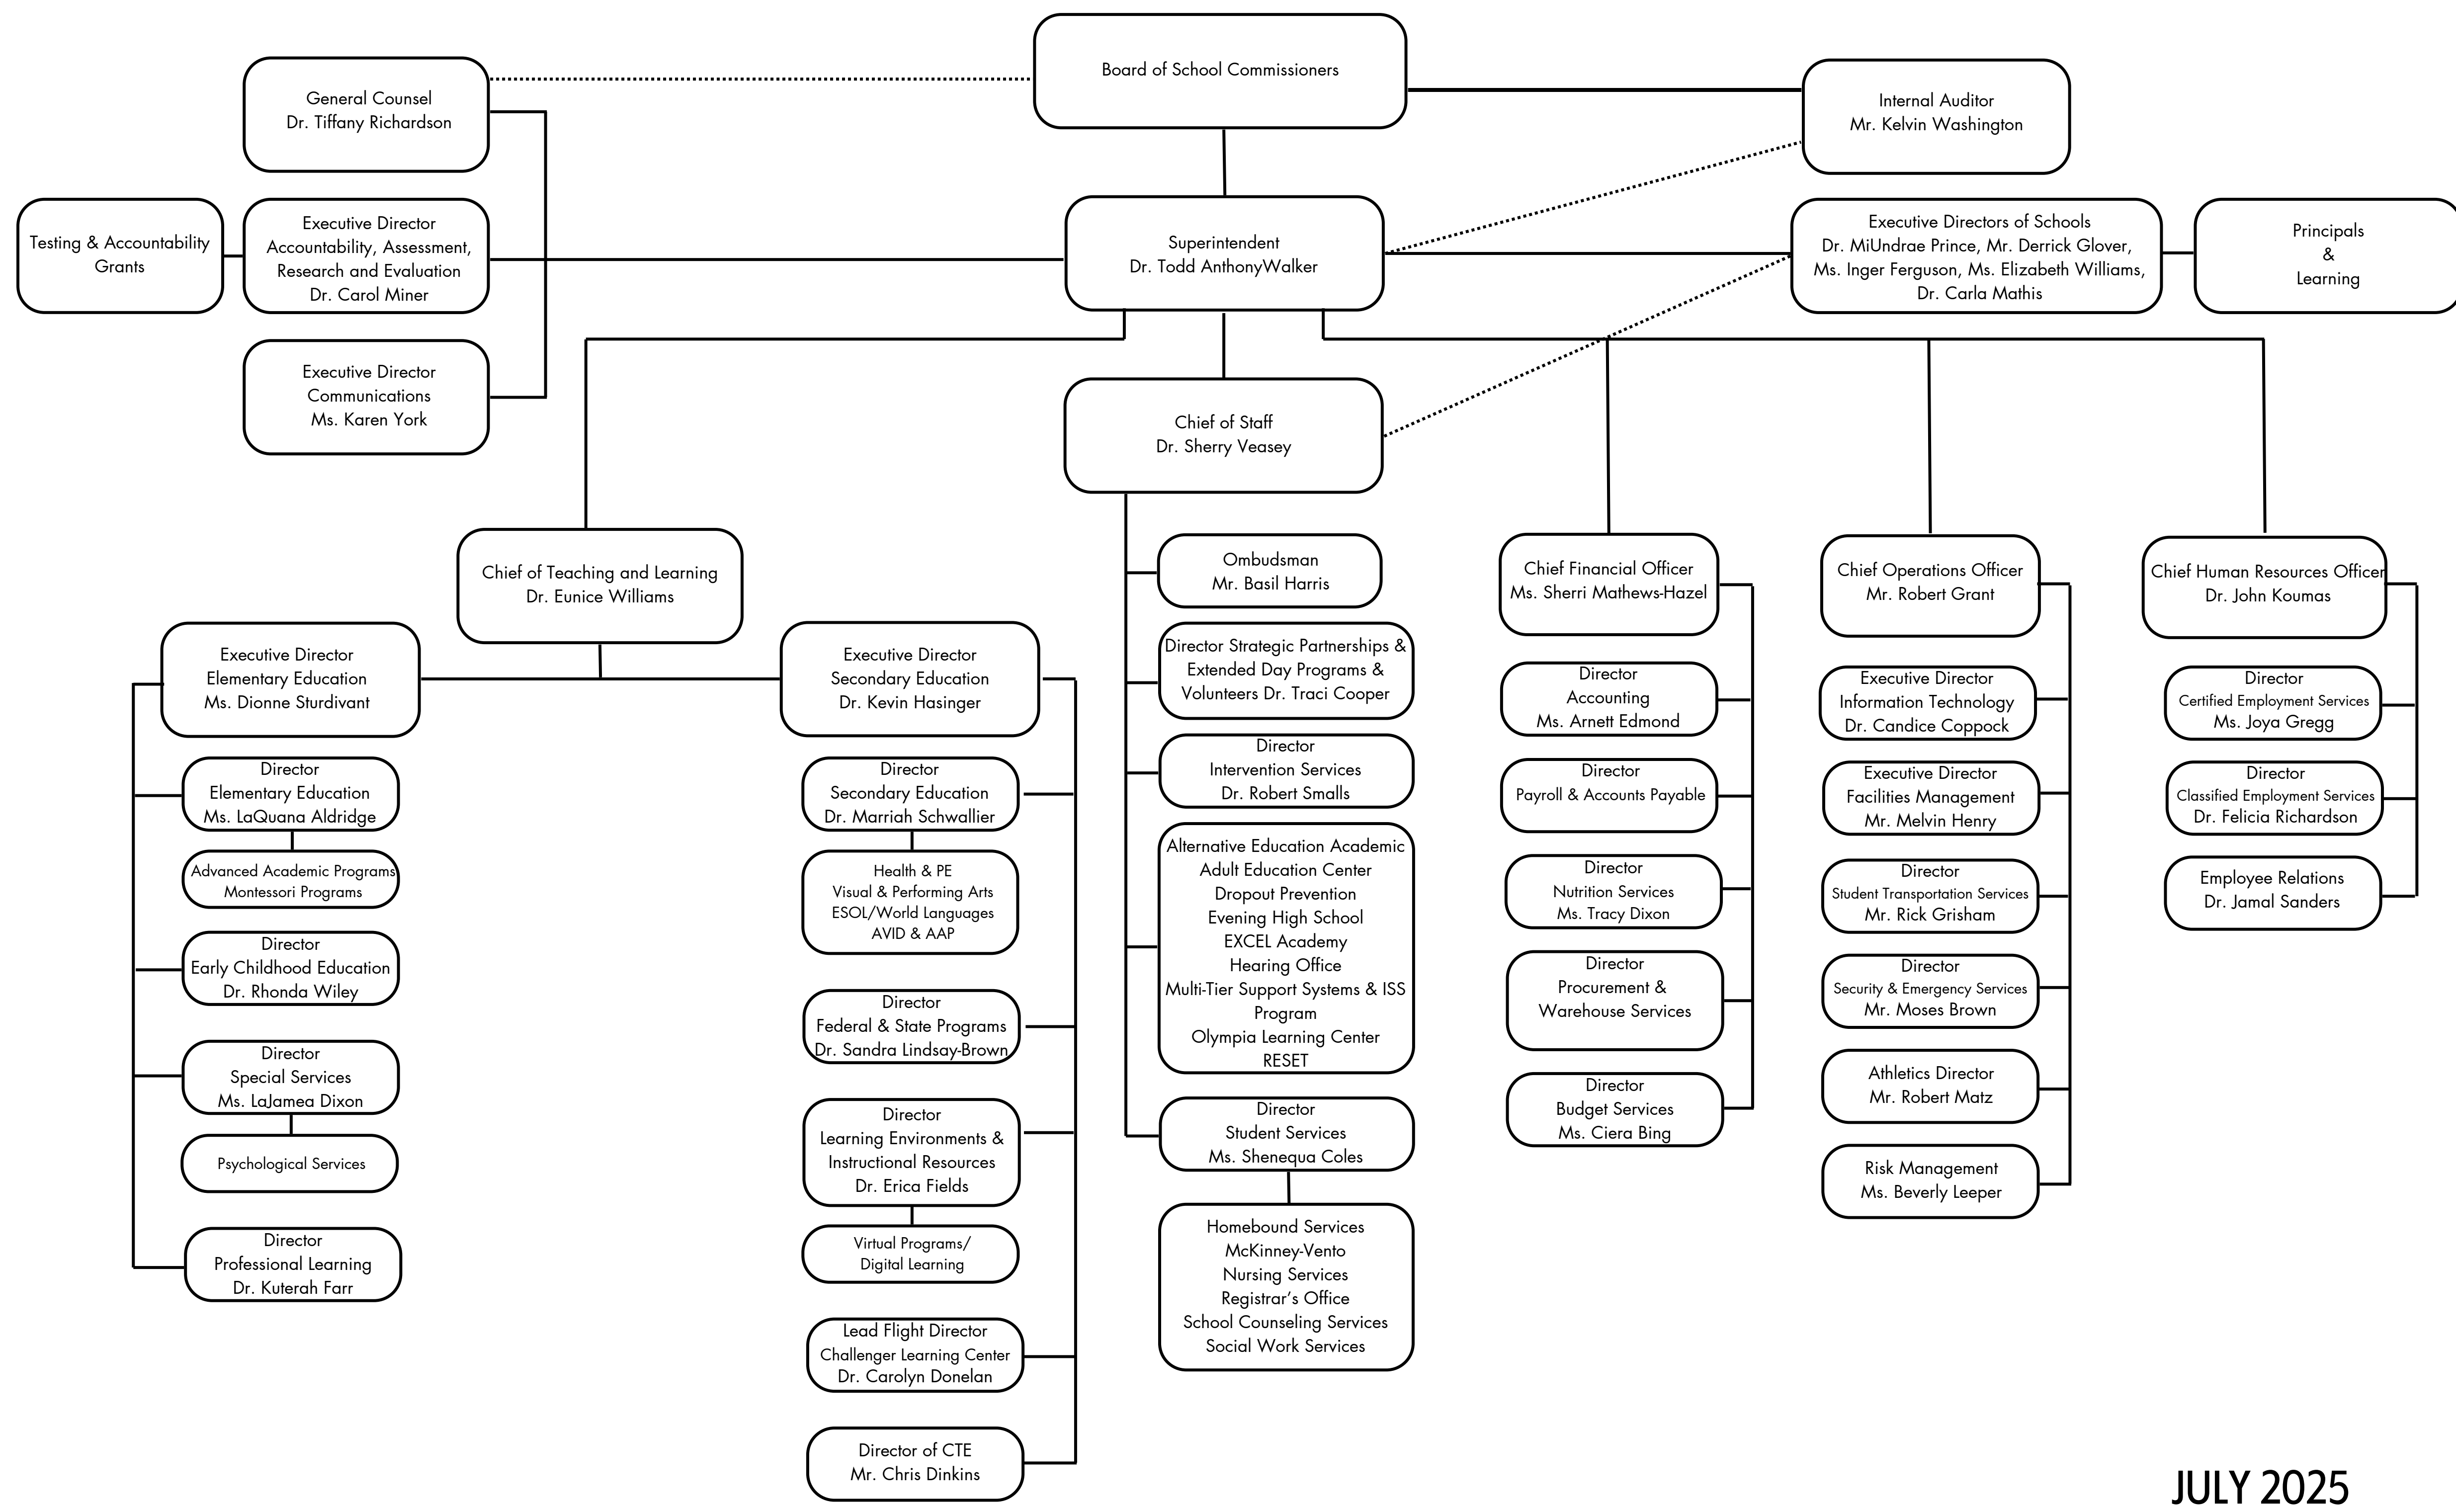 Board of School Commissioners
General Counsel
Dr. Tiffany Richardson
Internal Auditor
Mr. Kelvin Washington
Testing & Accountability
Grants
Executive Director
Accountability, Assessment,
Research and Evaluation
Dr. Carol Miner
Superintendent
Dr. Todd AnthonyWalker
Executive Directors of Schools
Dr. MiUndrae Prince, Mr. Derrick Glover,
Ms. Inger Ferguson, Ms. Elizabeth Williams,
Dr. Carla Mathis
Principals
&
Learning
Executive Director
Communications
Ms. Karen York
Chief of Staff
Dr. Sherry Veasey
Chief of Teaching and Learning
Dr. Eunice Williams
Executive Director
Elementary Education
Ms. Dionne Sturdivant
Director
Elementary Education
Ms. LaQuana Aldridge
Advanced Academic Programs
Montessori Programs
Director
Early Childhood Education
Dr. Rhonda Wiley
Director
Special Services
Ms. LaJamea Dixon
Psychological Services
Director
Professional Learning
Dr. Kuterah Farr
Executive Director
Secondary Education
Dr. Kevin Hasinger
Director
Secondary Education
Dr. Marriah Schwallier
Health & PE
Visual & Performing Arts
ESOL/World Languages
AVID & AAP
Director
Federal & State Programs
Dr. Sandra Lindsay-Brown
Director
Learning Environments &
Instructional Resources
Dr. Erica Fields
Virtual Programs/
Digital Learning
Lead Flight Director
Challenger Learning Center
Dr. Carolyn Donelan
Director of CTE
Mr. Chris Dinkins
Ombudsman
Mr. Basil Harris
Director Strategic Partnerships &
Extended Day Programs &
Volunteers Dr. Traci Cooper
Director
Intervention Services
Dr. Robert Smalls
Alternative Education Academic
Adult Education Center
Dropout Prevention
Evening High School
EXCEL Academy
Hearing Office
Multi-Tier Support Systems & ISS
Program
Olympia Learning Center
RESET
Director
Student Services
Ms. Shenequa Coles
Homebound Services
McKinney-Vento
Nursing Services
Registrar's Office
School Counseling Services
Social Work Services
Chief Financial Officer
Ms. Sherri Mathews-Hazel
Director
Accounting
Ms. Arnett Edmond
Director
Payroll & Accounts Payable
Director
Nutrition Services
Ms. Tracy Dixon
Director
Procurement &
Warehouse Services
Director
Budget Services
Ms. Ciera Bing
Chief Operations Officer
Mr. Robert Grant
Executive Director
Information Technology
Dr. Candice Coppock
Executive Director
Facilities Management
Mr. Melvin Henry
Director
Student Transportation Services
Mr. Rick Grisham
Director
Security & Emergency Services
Mr. Moses Brown
Athletics Director
Mr. Robert Matz
Risk Management
Ms. Beverly Leeper
Chief Human Resources Officer
Dr. John Koumas
Director
Certified Employment Services
Ms. Joya Gregg
Director
Classified Employment Services
Dr. Felicia Richardson
Employee Relations
Dr. Jamal Sanders
JULY 2025